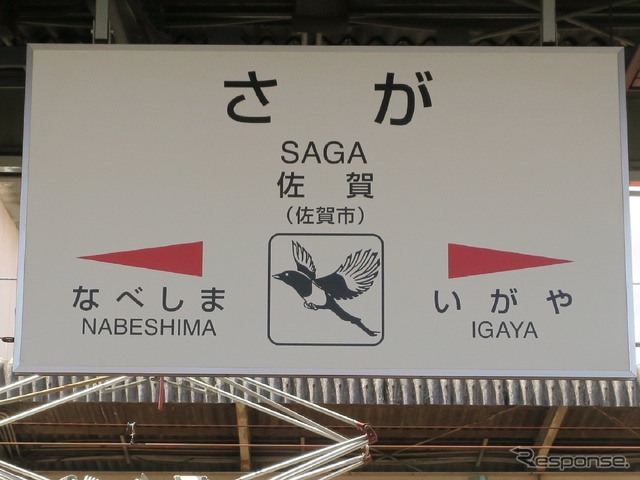 さが
SAGA
佐賀
（佐賀市）
なべしま
NABESHIMA
いがや
IGAYA
Response.